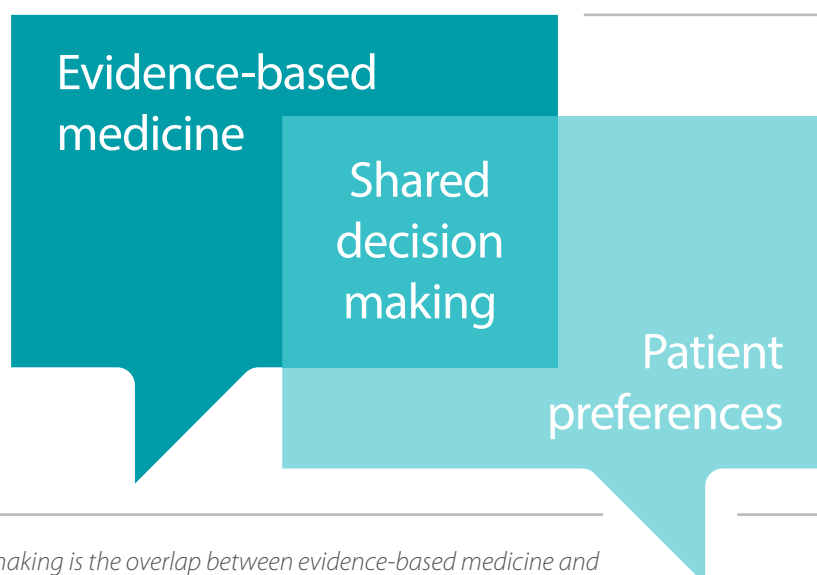 Evidence-based
medicine
Shared
decision
making
Patient
preferences
making is the overlap between evidence-based medicine and